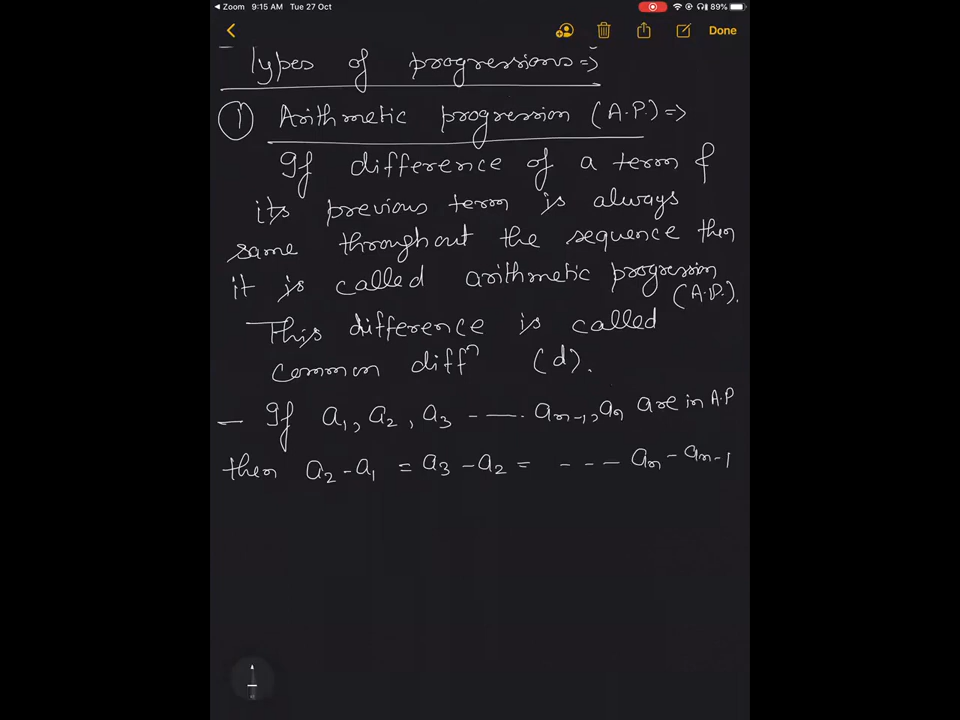 Zoom 9:15 AM Tue 27 Oct 89%
Done
Types of progressions ⇒
① Arithmetic progression (A.P.) ⇒
If difference of a term &
its previous term is always
same throughout the sequence then
it is called arithmetic progression
(A.P.).
This difference is called
common diffⁿ (d).
— If a₁, a₂, a₃ - — - aₙ₋₁, aₙ are in A.P
then a₂ - a₁ = a₃ - a₂ = - - - aₙ - aₙ₋₁